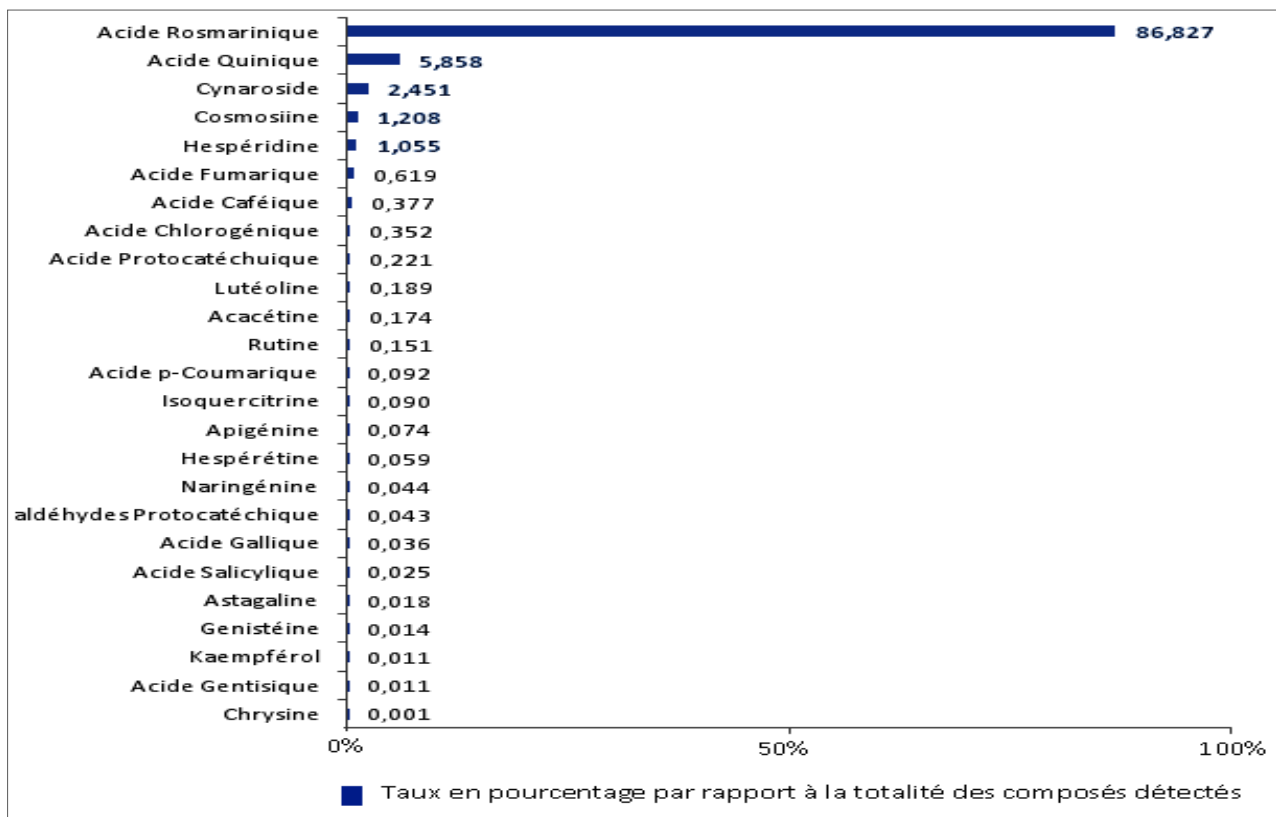 Acide Rosmarinique 86,827
Acide Quinique 5,858
Cynaroside 2,451
Cosmosiine 1,208
Hespéridine 1,055
Acide Fumarique 0,619
Acide Caféique 0,377
Acide Chlorogénique 0,352
Acide Protocatéchuique 0,221
Lutéoline 0,189
Acacétine 0,174
Rutine 0,151
Acide p-Coumarique 0,092
Isoquercitrine 0,090
Apigénine 0,074
Hespérétine 0,059
Naringénine 0,044
aldéhydes Protocatéchique 0,043
Acide Gallique 0,036
Acide Salicylique 0,025
Astagaline 0,018
Genistéine 0,014
Kaempférol 0,011
Acide Gentisique 0,011
Chrysine 0,001
0% 50% 100%
Taux en pourcentage par rapport à la totalité des composés détectés